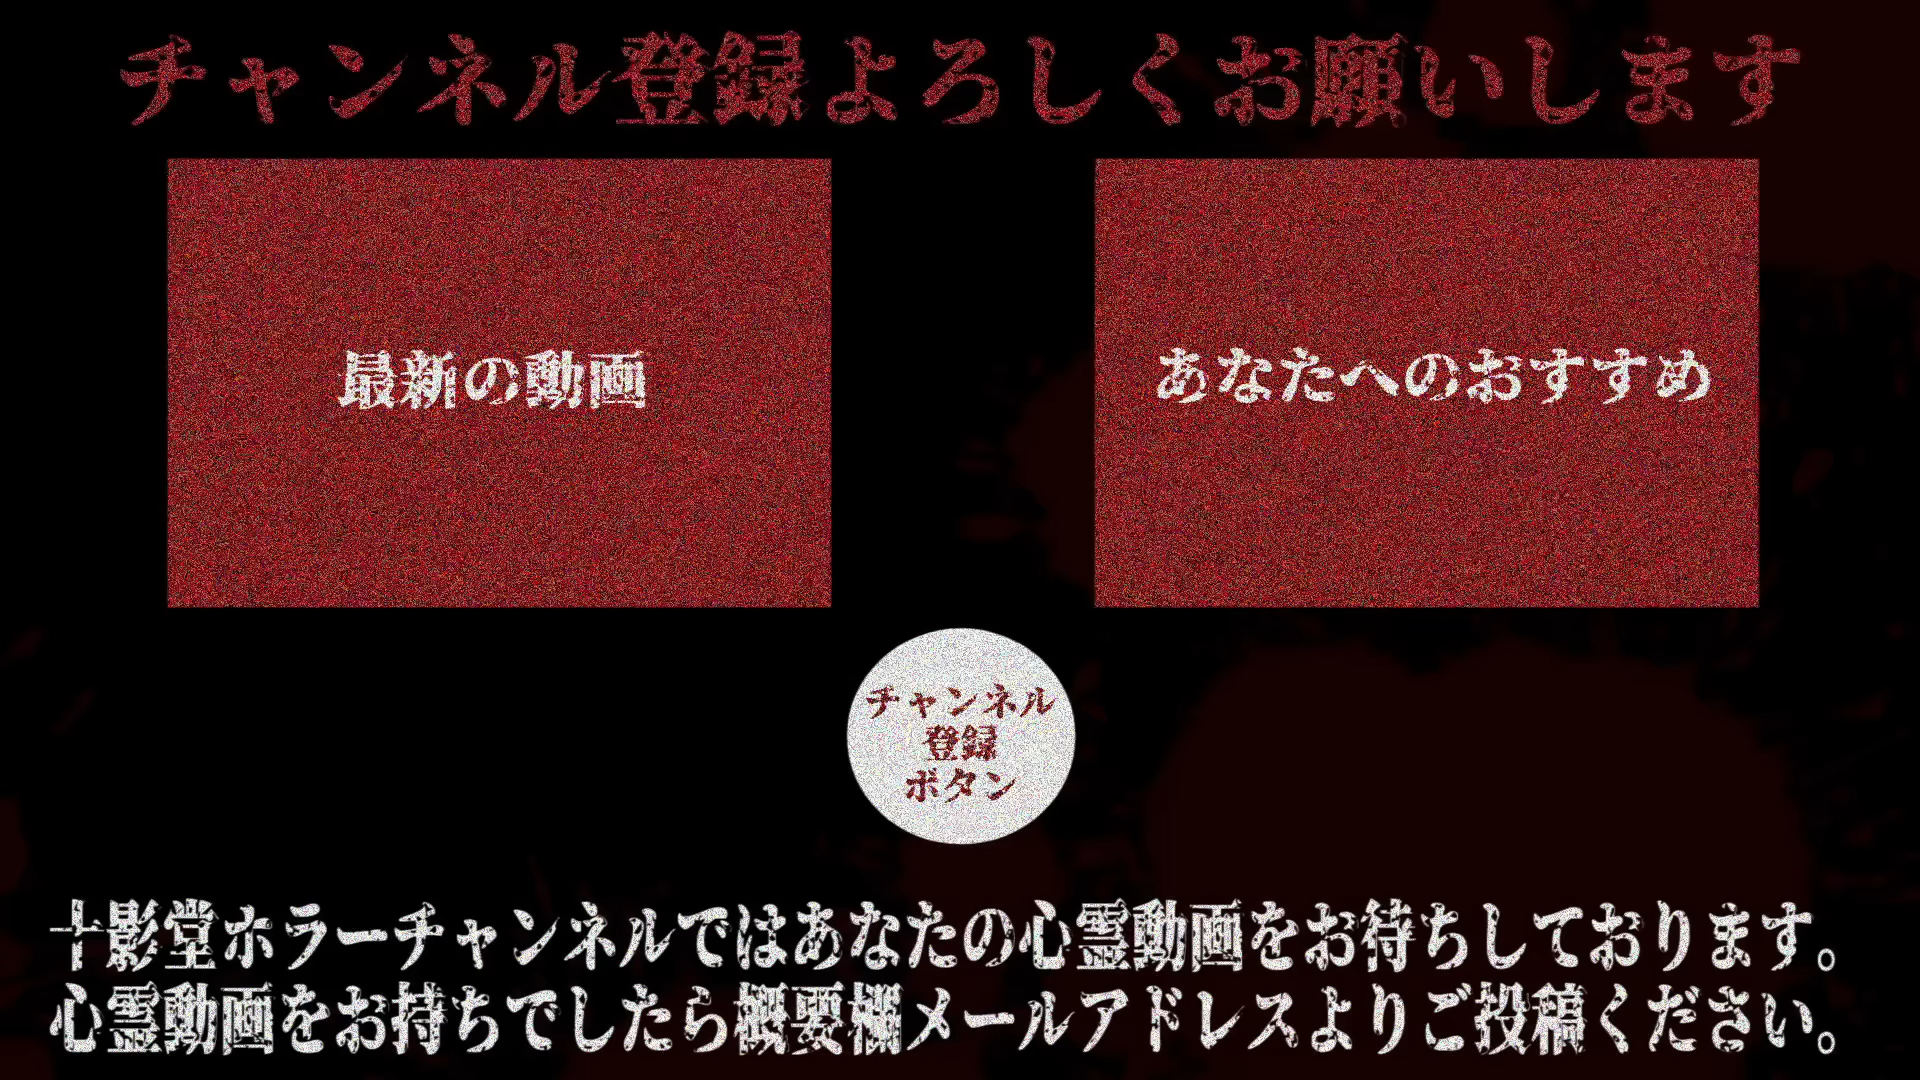 チャンネル登録よろしくお願いします
最新の動画
あなたへのおすすめ
チャンネル
登録
ボタン
十影堂ホラーチャンネルではあなたの心霊動画をお待ちしております。
心霊動画をお持ちでしたら概要欄メールアドレスよりご投稿ください。